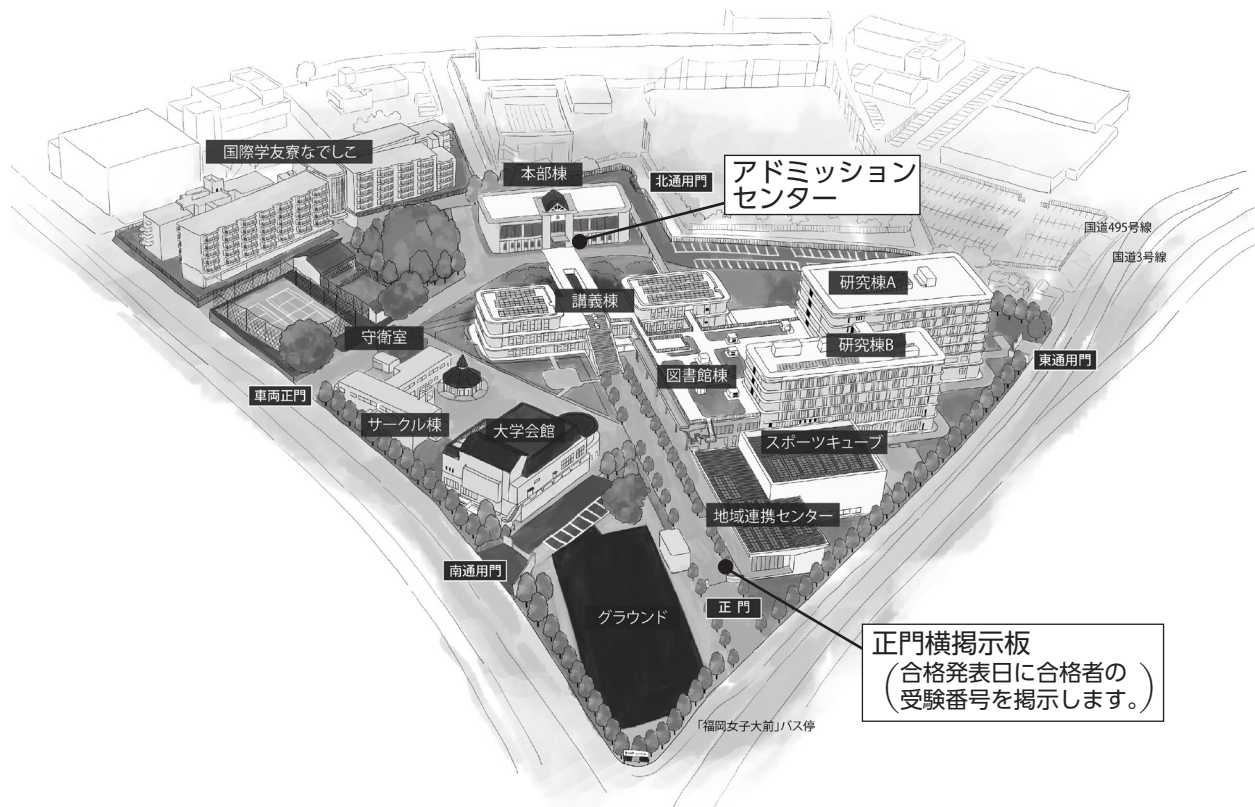 国際学友寮なでしこ
本部棟
北通用門
アドミッション
センター
国道495号線
国道3号線
研究棟A
講義棟
守衛室
研究棟B
東通用門
図書館棟
車両正門
サークル棟
大学会館
スポーツキューブ
地域連携センター
南通用門
正門
グラウンド
正門横掲示板
(合格発表日に合格者の
受験番号を掲示します。)
「福岡女子大前」バス停